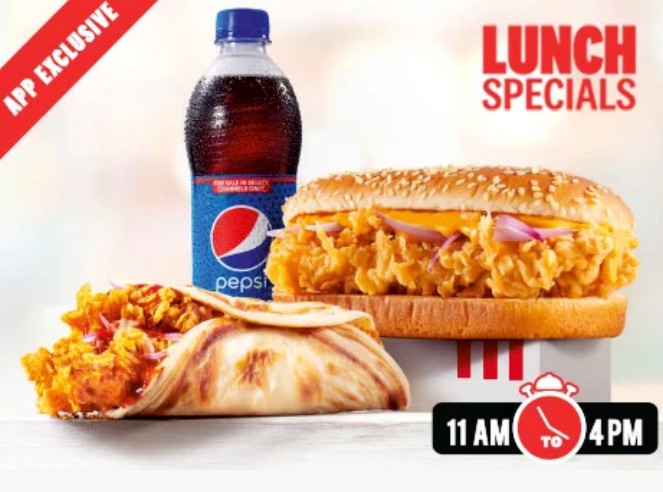 APP EXCLUSIVE
LUNCH
SPECIALS
FOR SALE IN SELECT
CHANNELS ONLY
pepsi
11 AM TO 4 PM